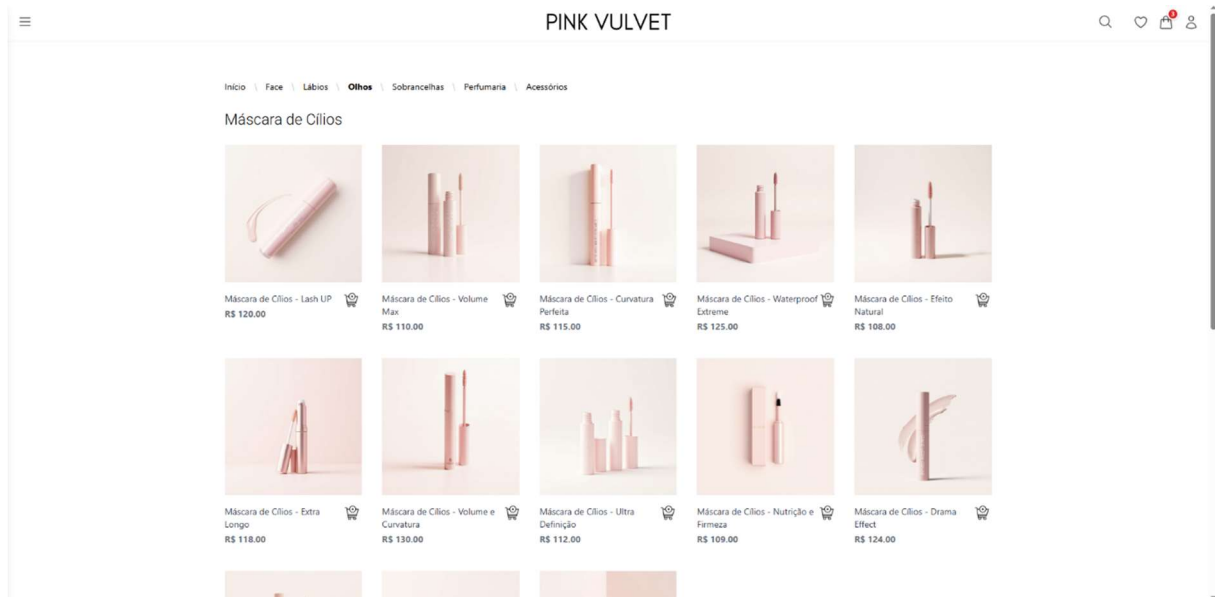 PINK VULVET
3
Início \ Face \ Lábios \ Olhos \ Sobrancelhas \ Perfumaria \ Acessórios
Máscara de Cílios
Máscara de Cílios - Lash UP
R$ 120.00
Máscara de Cílios - Volume
Max
R$ 110.00
Máscara de Cílios - Curvatura
Perfeita
R$ 115.00
Máscara de Cílios - Waterproof
Extreme
R$ 125.00
Máscara de Cílios - Efeito
Natural
R$ 108.00
Máscara de Cílios - Extra
Longo
R$ 118.00
Máscara de Cílios - Volume e
Curvatura
R$ 130.00
Máscara de Cílios - Ultra
Definição
R$ 112.00
Máscara de Cílios - Nutrição e
Firmeza
R$ 109.00
Máscara de Cílios - Drama
Effect
R$ 124.00